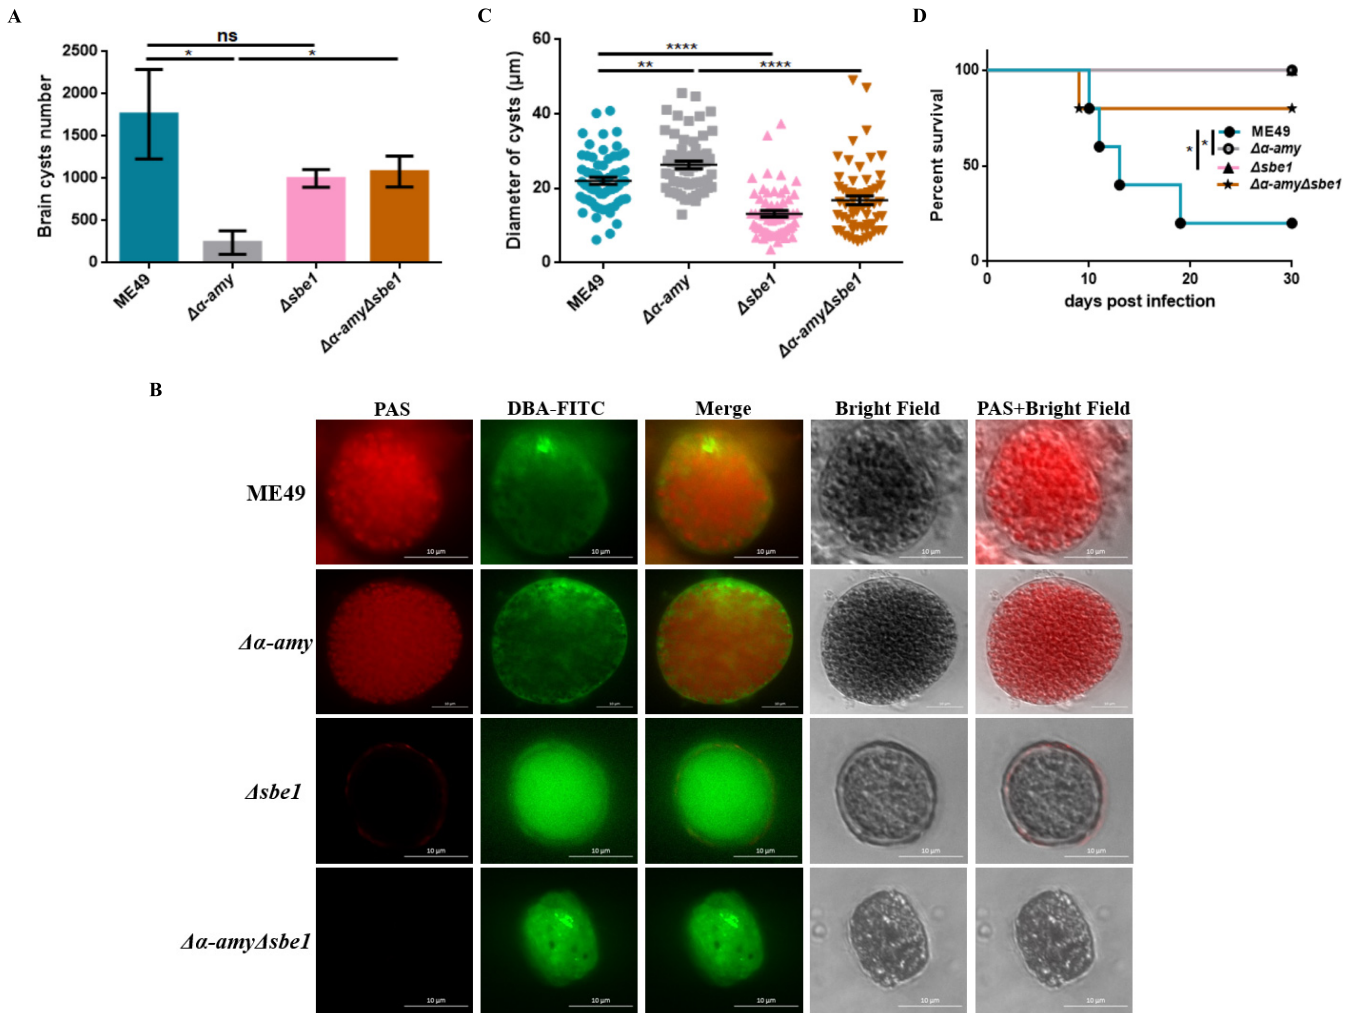 A
Brain cysts number
2500
2000
1500
1000
500
0
ns
*
*
ME49
Δα-amy
Δsbe1
Δα-amyΔsbe1
C
Diameter of cysts (µm)
60
40
20
0
****
**
****
ME49
Δα-amy
Δsbe1
Δα-amyΔsbe1
D
Percent survival
100
50
0
0
10
20
30
days post infection
*
*
ME49
Δα-amy
Δsbe1
Δα-amyΔsbe1
B
PAS
DBA-FITC
Merge
Bright Field
PAS+Bright Field
ME49
10 µm
10 µm
10 µm
10 µm
10 µm
Δα-amy
10 µm
10 µm
10 µm
10 µm
10 µm
Δsbe1
10 µm
10 µm
10 µm
10 µm
10 µm
Δα-amyΔsbe1
10 µm
10 µm
10 µm
10 µm
10 µm